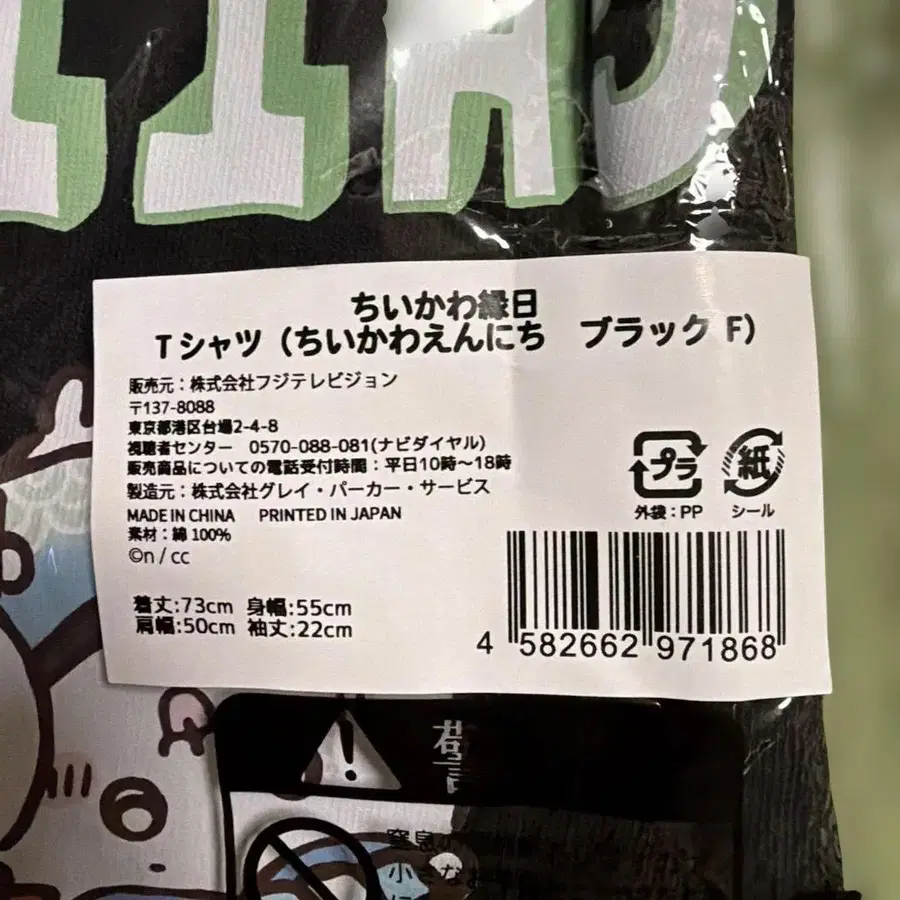 ちいかわ縁日
Tシャツ（ちいかわえんにち　ブラック F）
販売元：株式会社フジテレビジョン
〒137-8088
東京都港区台場2-4-8
視聴者センター　0570-088-081(ナビダイヤル)
販売商品についての電話受付時間：平日10時～18時
製造元：株式会社グレイ・パーカー・サービス
MADE IN CHINA　PRINTED IN JAPAN
素材：綿 100%
©n / cc
着丈:73cm 身幅:55cm
肩幅:50cm 袖丈:22cm
プラ
紙
外袋：PP
シール
4 582662 971868
窒息の
小さなお